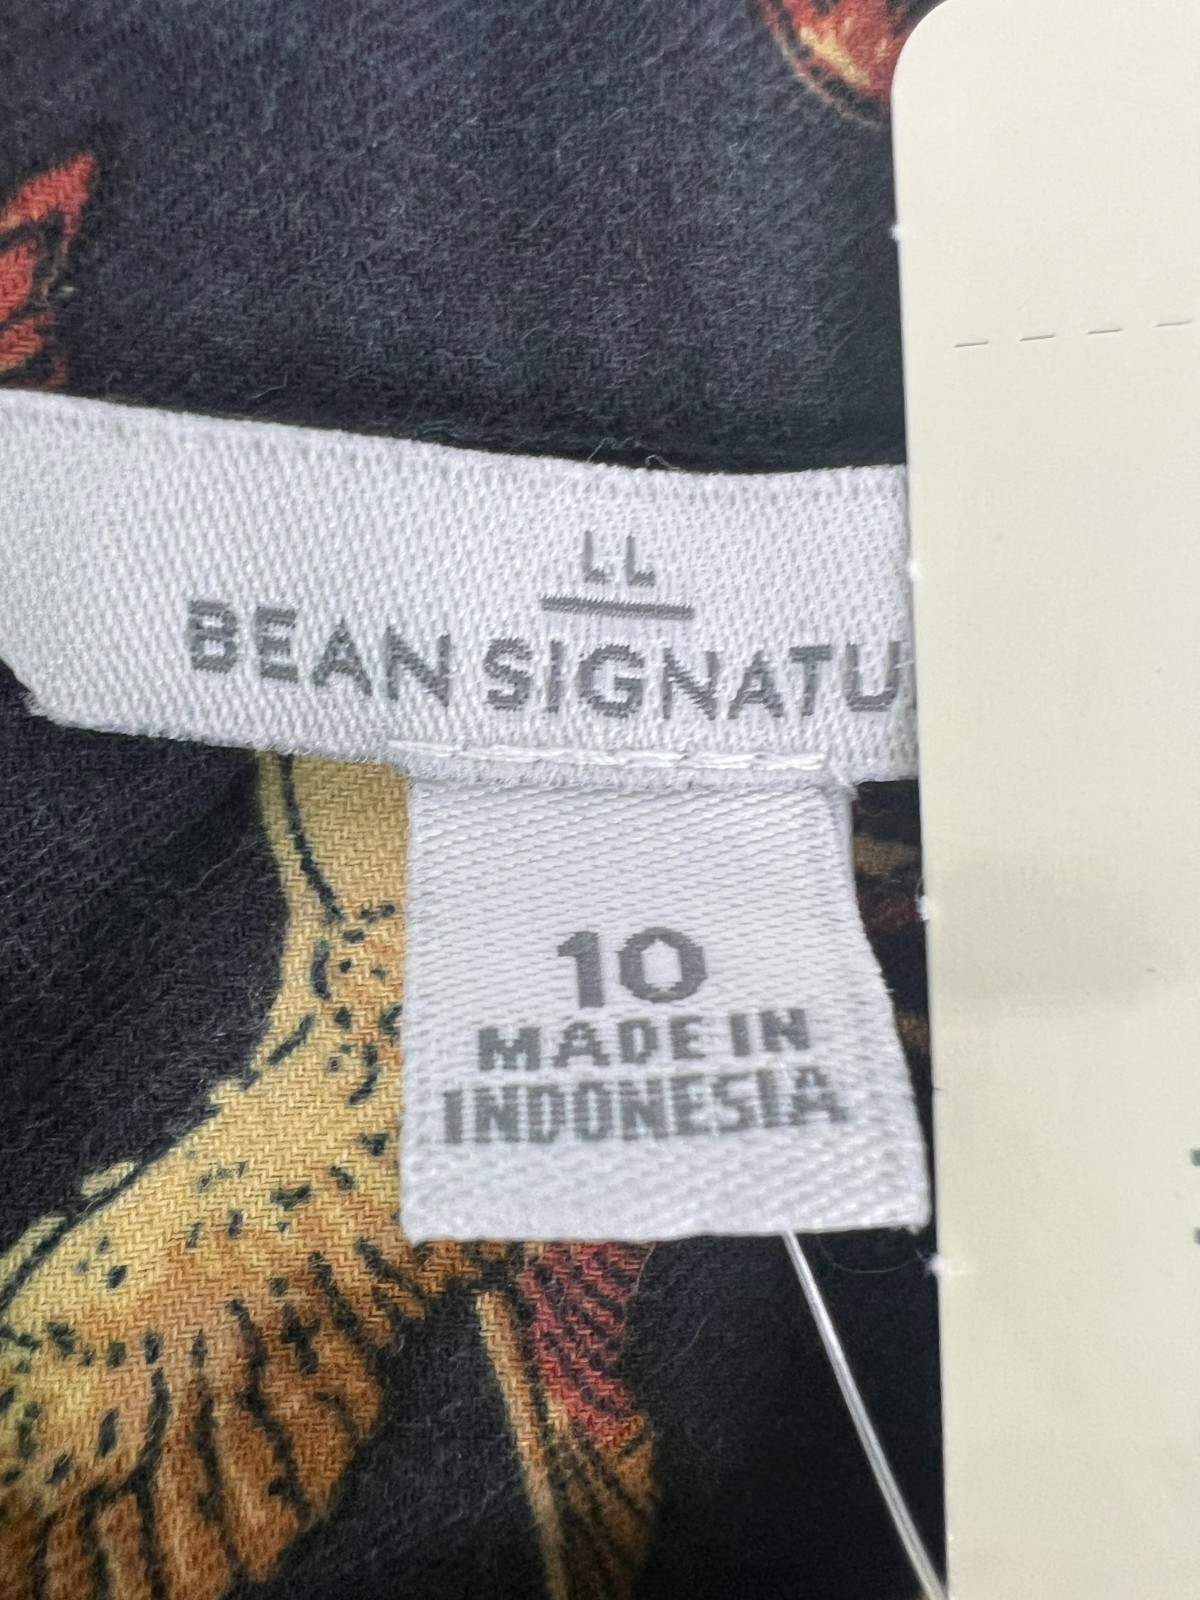 LL
BEAN SIGNATU
10
MADE IN
INDONESIA